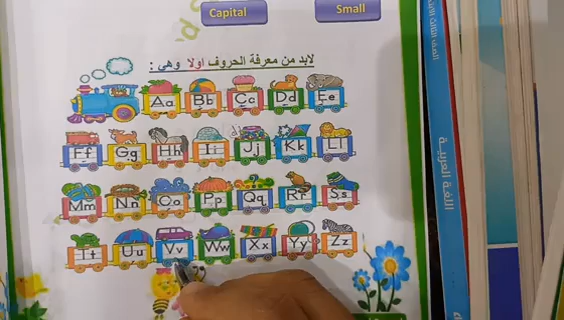 Capital Small
لابد من معرفة الحروف اولا وهى :
Aa Bb Cc Dd Ee
Ff Gg Hh Ii Jj Kk Ll
Mm Nn Oo Pp Qq Rr Ss
Tt Uu Vv Ww Xx Yy Zz
اللغة العربية